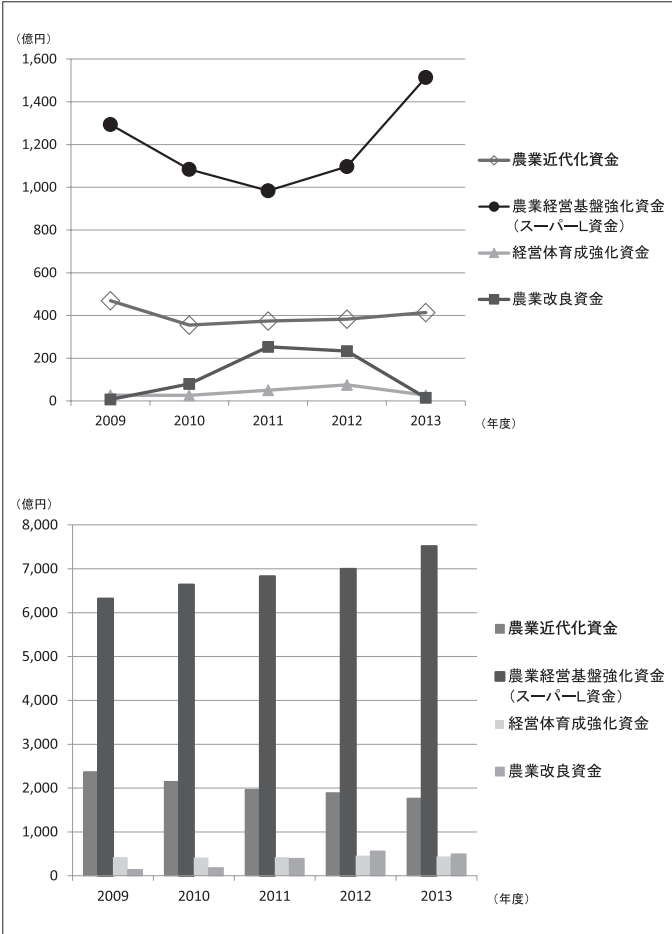 （億円）
1,600
1,400
1,200
1,000
800
600
400
200
0
2009 2010 2011 2012 2013 （年度）
農業近代化資金
農業経営基盤強化資金
（スーパーL資金）
経営体育成強化資金
農業改良資金
（億円）
8,000
7,000
6,000
5,000
4,000
3,000
2,000
1,000
0
2009 2010 2011 2012 2013 （年度）
農業近代化資金
農業経営基盤強化資金
（スーパーL資金）
経営体育成強化資金
農業改良資金